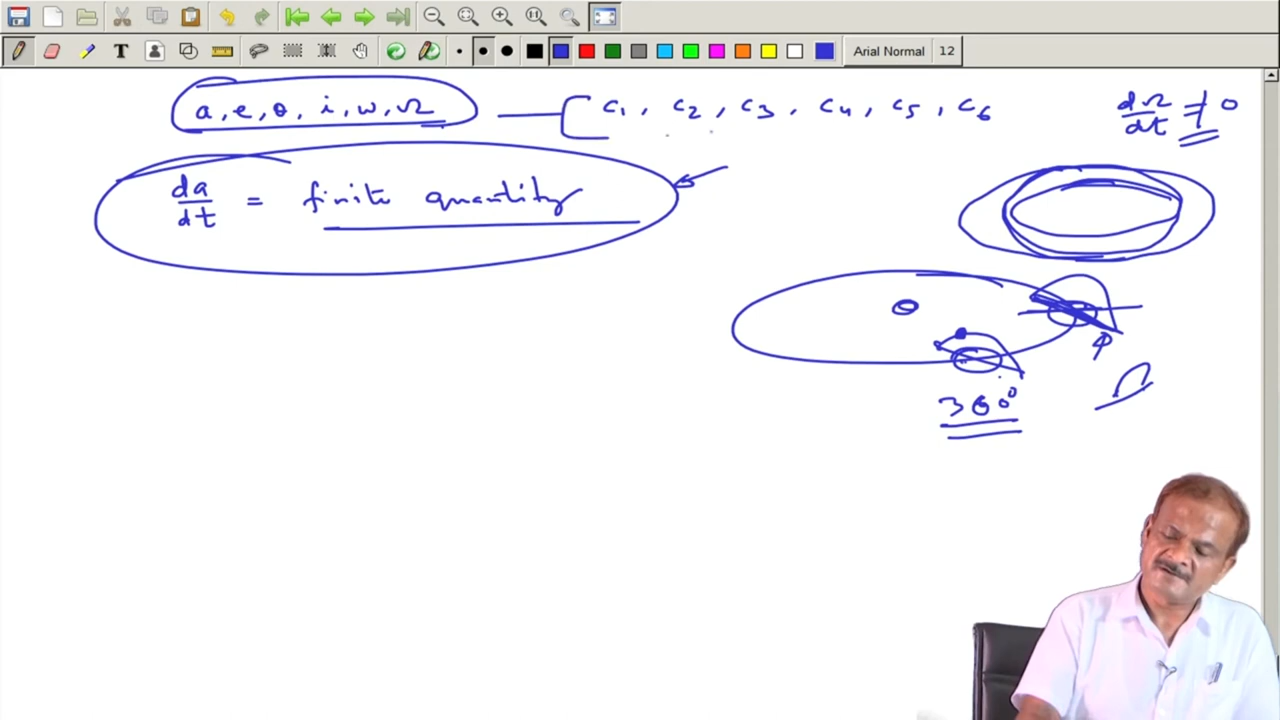 Arial Normal 12
a, e, θ, i, ω, Ω
c1, c2, c3, c4, c5, c6
dΩ/dt ≠ 0
da/dt = finite quantity
360°
Ω